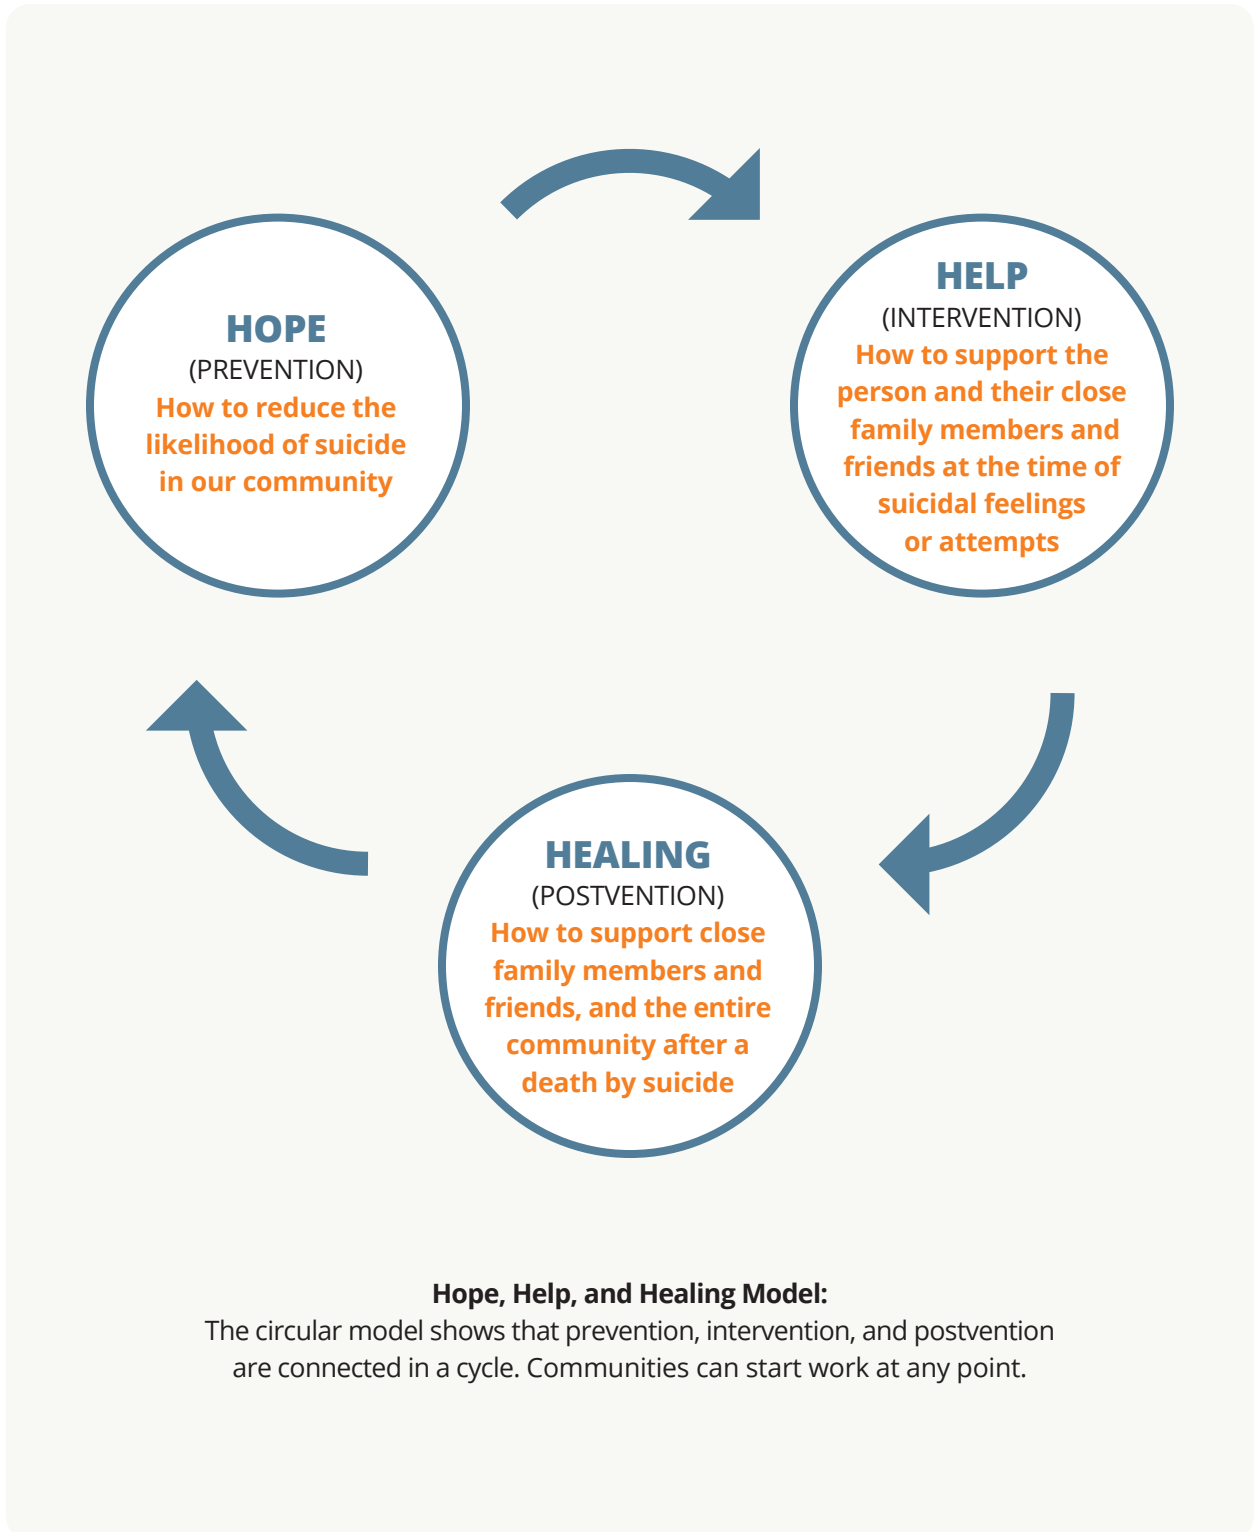 HOPE
(PREVENTION)
How to reduce the
likelihood of suicide
in our community
HELP
(INTERVENTION)
How to support the
person and their close
family members and
friends at the time of
suicidal feelings
or attempts
HEALING
(POSTVENTION)
How to support close
family members and
friends, and the entire
community after a
death by suicide
Hope, Help, and Healing Model:
The circular model shows that prevention, intervention, and postvention
are connected in a cycle. Communities can start work at any point.